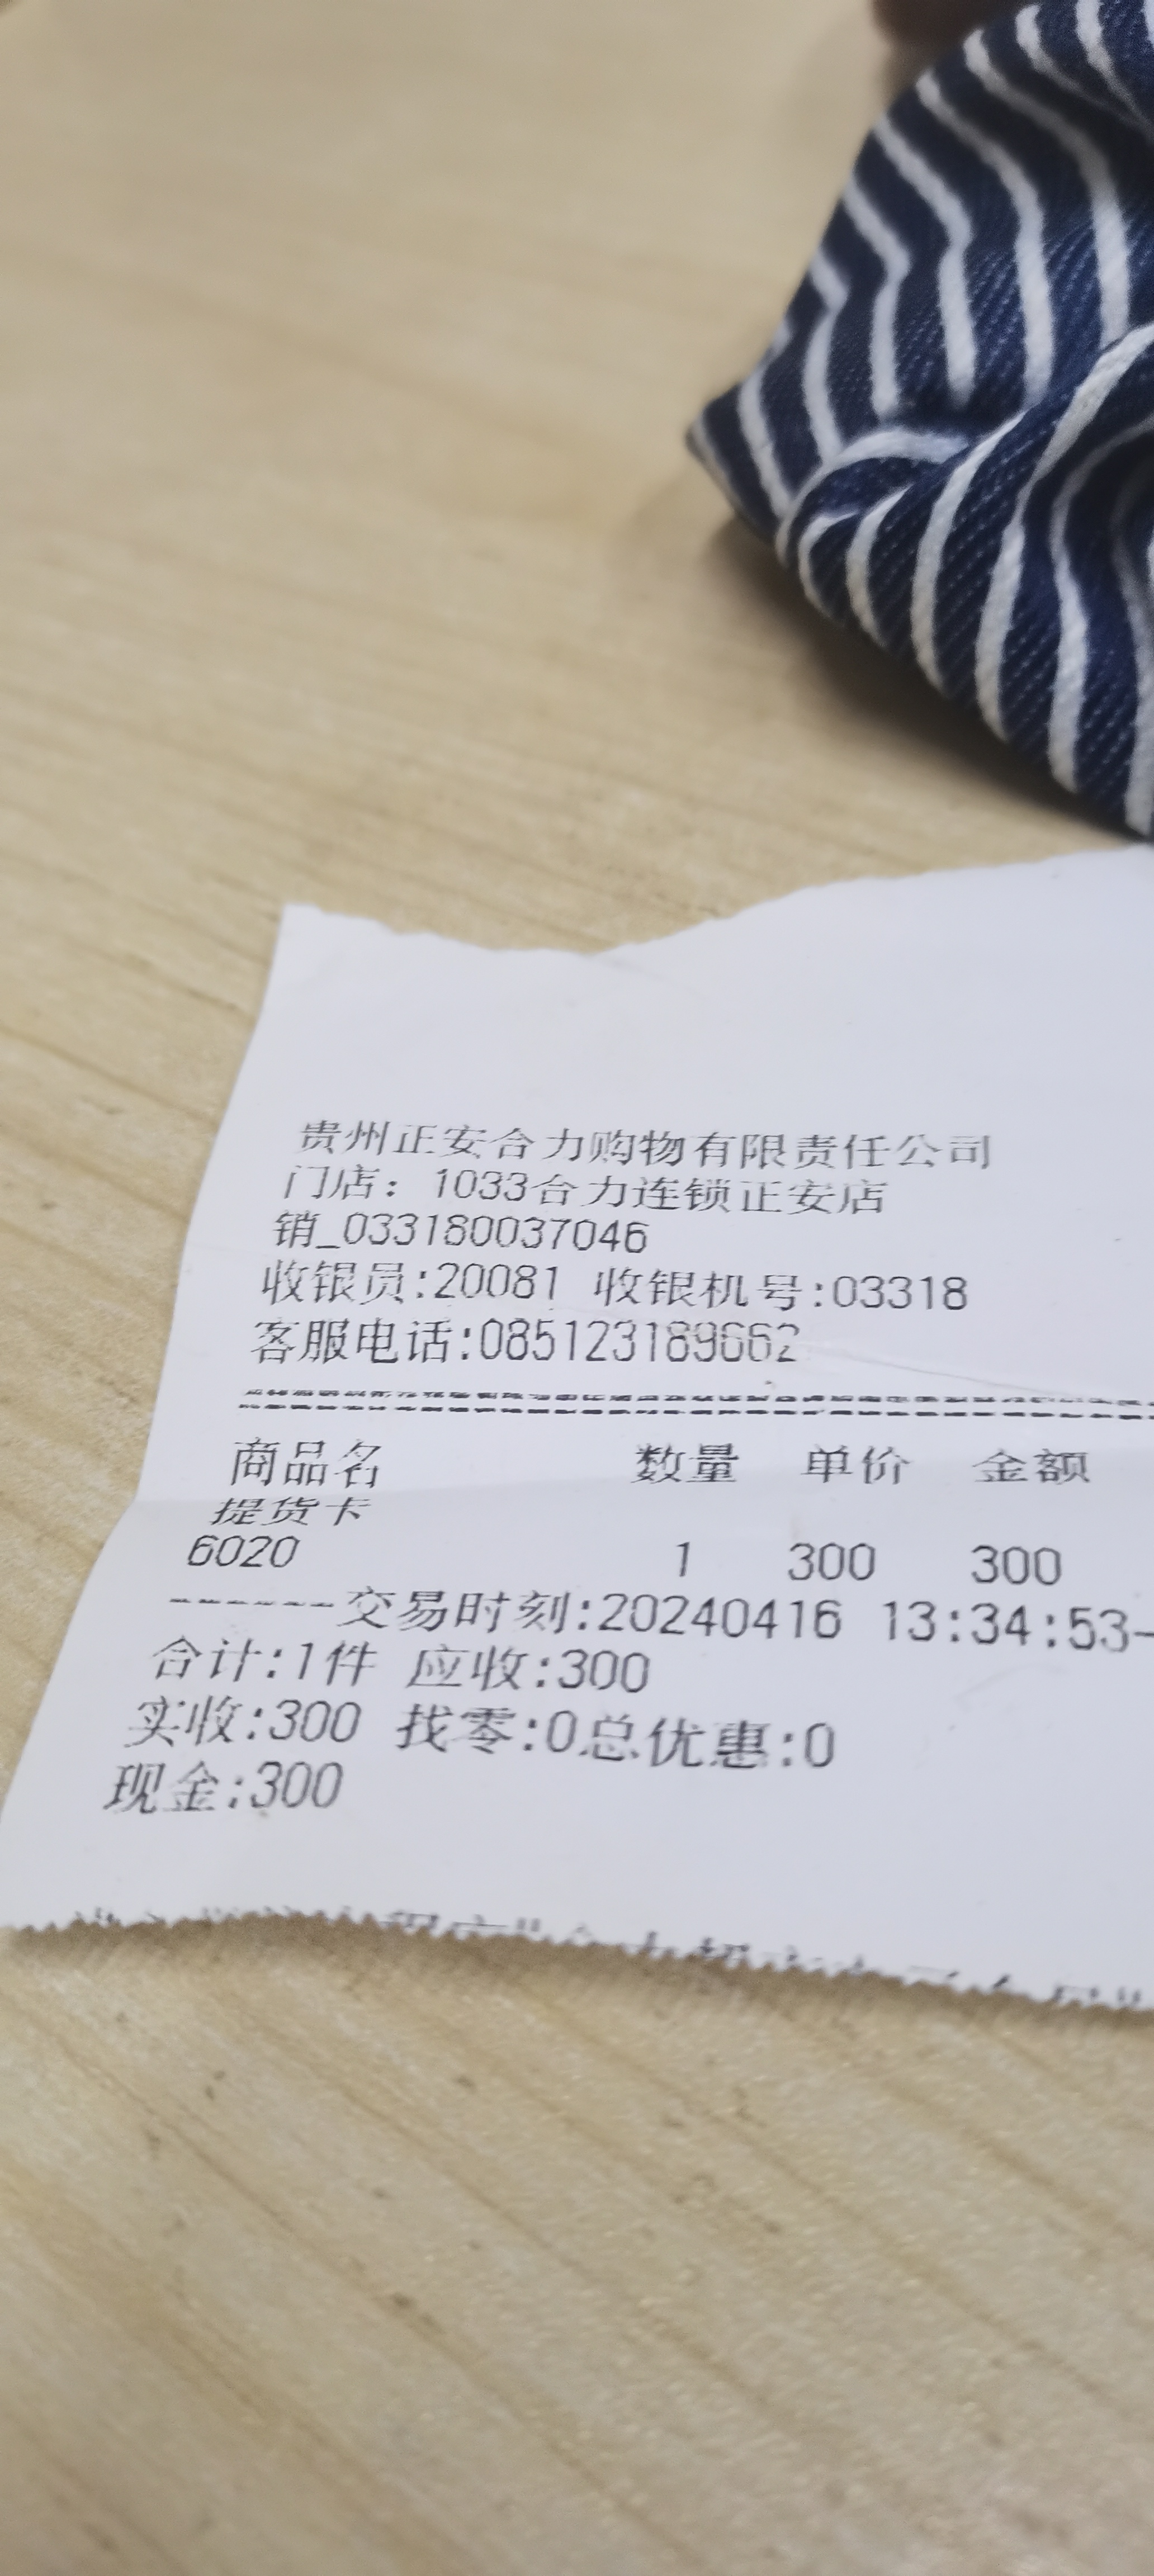 贵州正安合力购物有限责任公司
门店：1033合力连锁正安店
销_033180037046
收银员:20081 收银机号:03318
客服电话:085123189662
商品名 数量 单价 金额
提货卡
6020 1 300 300
------交易时刻:20240416 13:34:53-
合计:1件 应收:300
实收:300 找零:0总优惠:0
现金:300